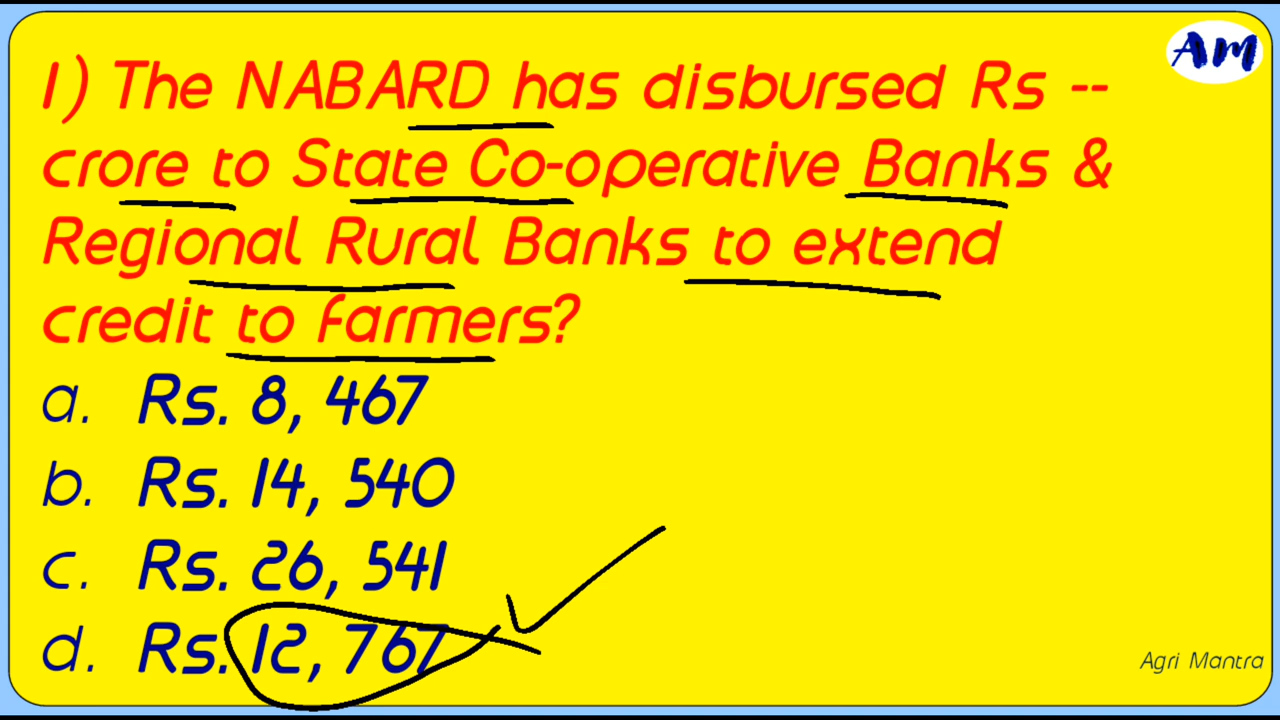 AM
1) The NABARD has disbursed Rs --
crore to State Co-operative Banks &
Regional Rural Banks to extend
credit to farmers?
a. Rs. 8, 467
b. Rs. 14, 540
c. Rs. 26, 541
d. Rs. 12, 767
Agri Mantra